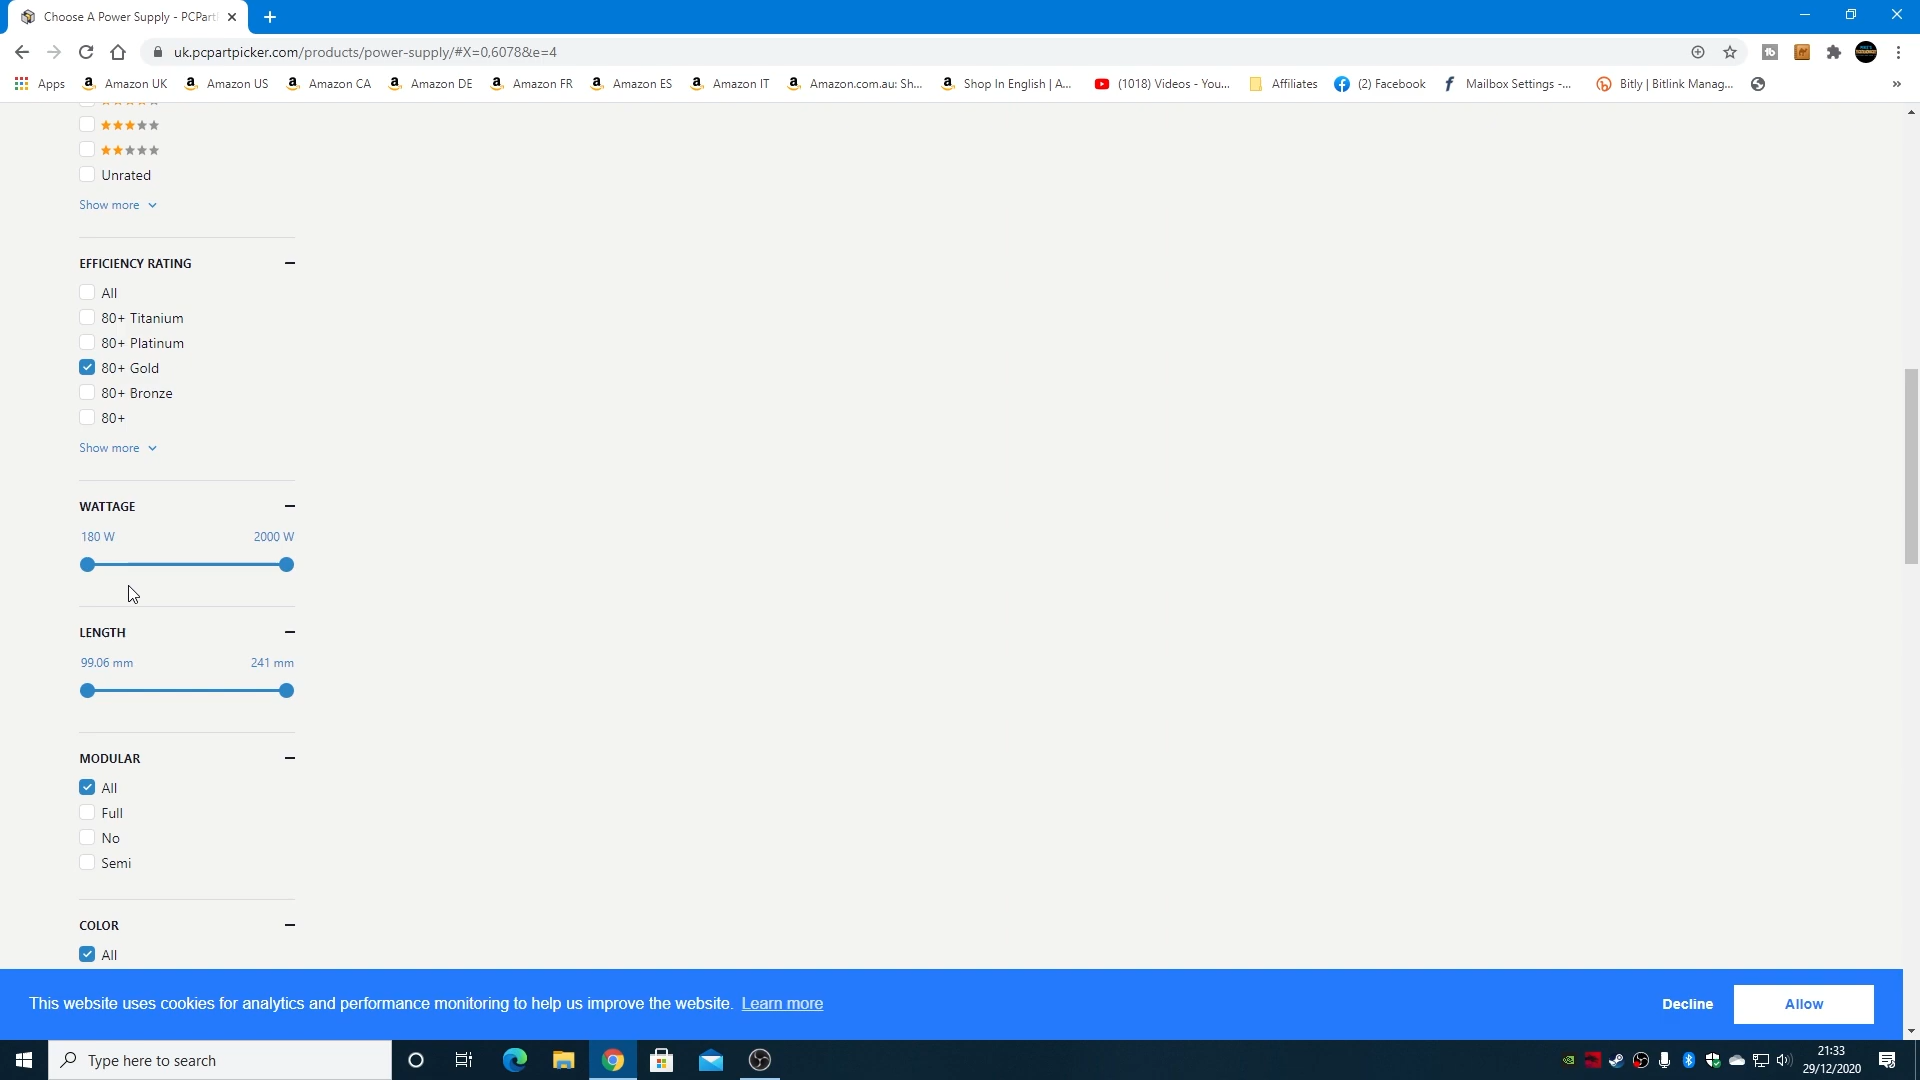 Choose A Power Supply - PCPart
uk.pcpartpicker.com/products/power-supply/#X=0,6078&e=4
Apps
Amazon UK
Amazon US
Amazon CA
Amazon DE
Amazon FR
Amazon ES
Amazon IT
Amazon.com.au: Sh...
Shop In English | A...
(1018) Videos - You...
Affiliates
(2) Facebook
Mailbox Settings -...
Bitly | Bitlink Manag...
Unrated
Show more
EFFICIENCY RATING
All
80+ Titanium
80+ Platinum
80+ Gold
80+ Bronze
80+
Show more
WATTAGE
180 W 2000 W
LENGTH
99.06 mm 241 mm
MODULAR
All
Full
No
Semi
COLOR
All
This website uses cookies for analytics and performance monitoring to help us improve the website. Learn more
Decline
Allow
Type here to search
21:33
29/12/2020